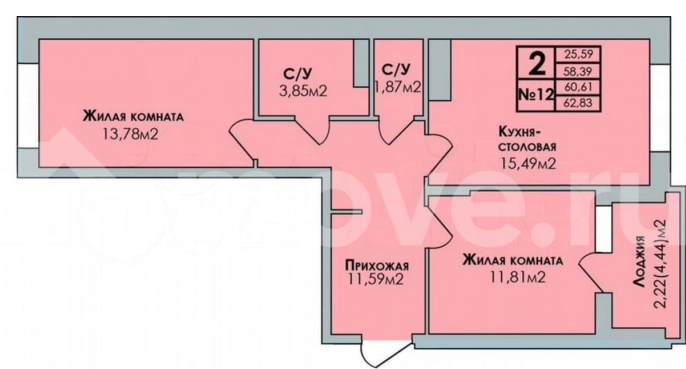 2
25,59
58,39
№12
60,61
62,83
С/У
3,85м2
С/У
1,87м2
Жилая комната
13,78м2
Кухня-
столовая
15,49м2
Прихожая
11,59м2
Жилая комната
11,81м2
Лоджия
2,22(4,44)м2
move.ru